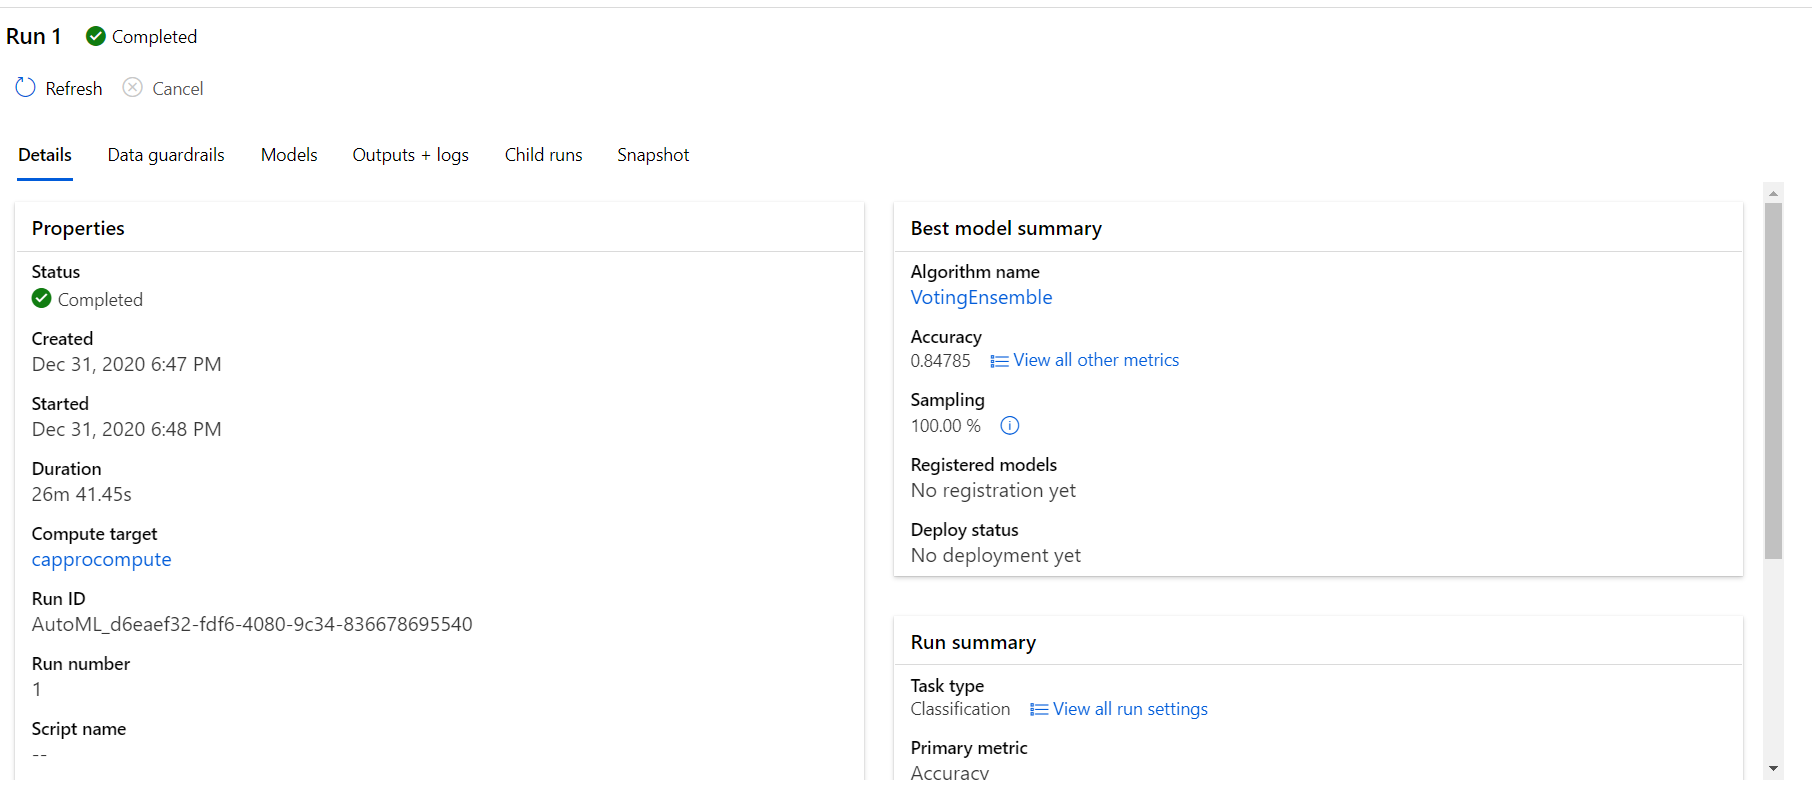 Run 1 Completed
Refresh Cancel
Details Data guardrails Models Outputs + logs Child runs Snapshot
Properties
Status
Completed
Created
Dec 31, 2020 6:47 PM
Started
Dec 31, 2020 6:48 PM
Duration
26m 41.45s
Compute target
capprocompute
Run ID
AutoML_d6eaef32-fdf6-4080-9c34-836678695540
Run number
1
Script name
--
Best model summary
Algorithm name
VotingEnsemble
Accuracy
0.84785 View all other metrics
Sampling
100.00 %
Registered models
No registration yet
Deploy status
No deployment yet
Run summary
Task type
Classification View all run settings
Primary metric
Accuracy